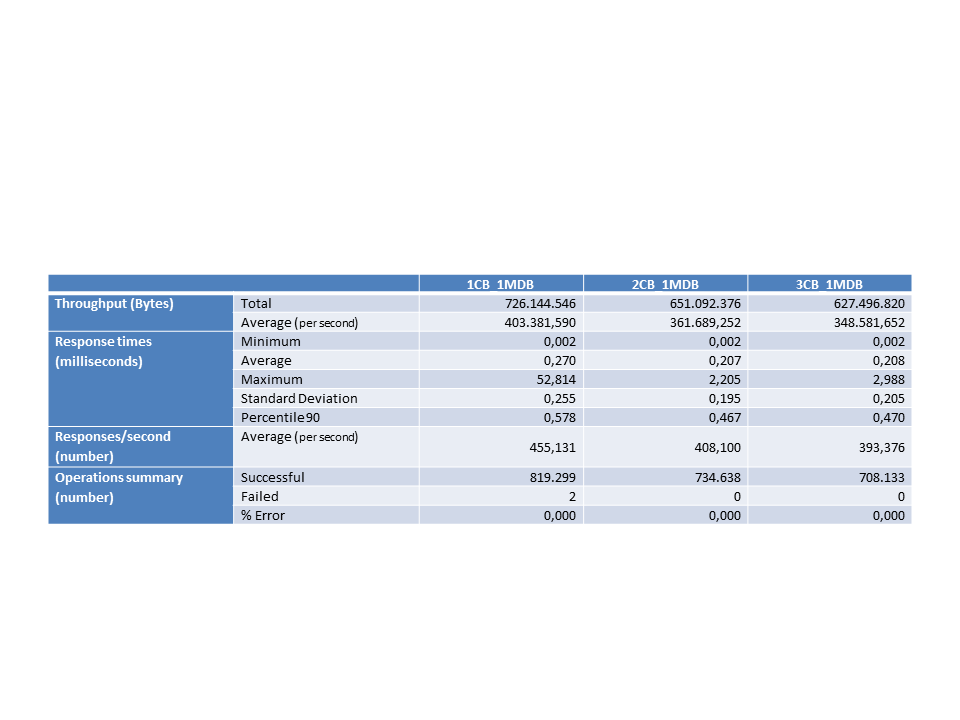 1CB 1MDB 2CB 1MDB 3CB 1MDB
Throughput (Bytes) Total 726.144.546 651.092.376 627.496.820
Average (per second) 403.381,590 361.689,252 348.581,652
Response times (milliseconds) Minimum 0,002 0,002 0,002
Average 0,270 0,207 0,208
Maximum 52,814 2,205 2,988
Standard Deviation 0,255 0,195 0,205
Percentile 90 0,578 0,467 0,470
Responses/second (number) Average (per second) 455,131 408,100 393,376
Operations summary (number) Successful 819.299 734.638 708.133
Failed 2 0 0
% Error 0,000 0,000 0,000